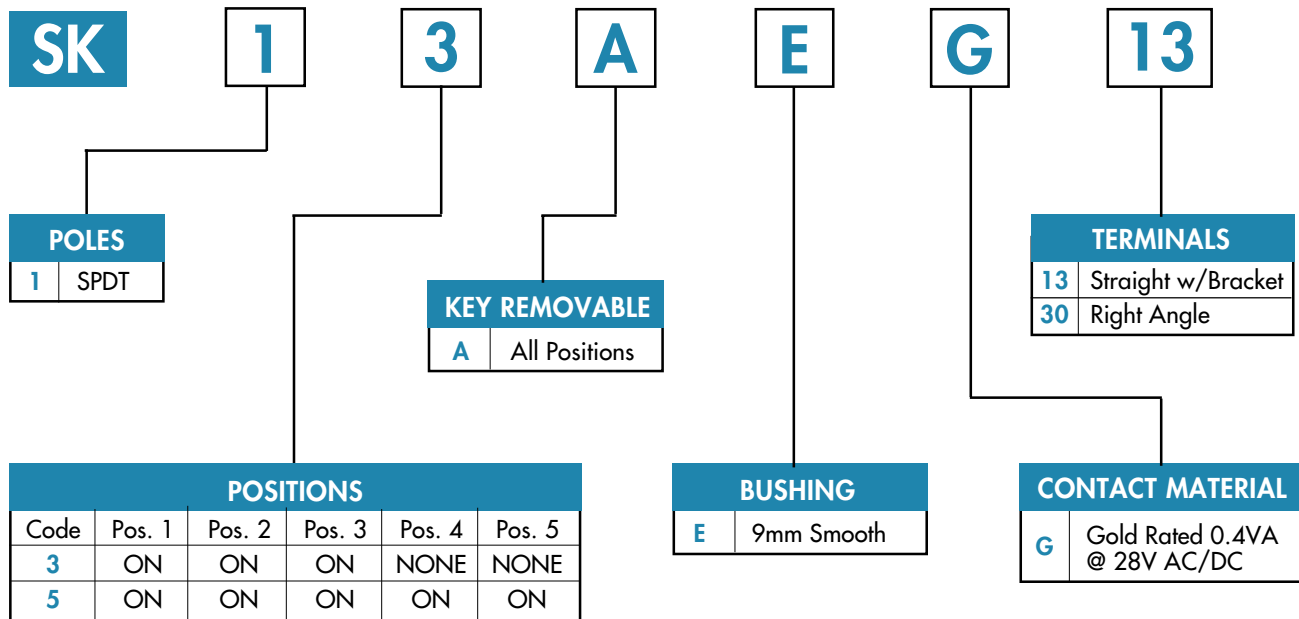 SK 1 3 A E G 13
POLES
1 SPDT
TERMINALS
13 Straight w/Bracket
30 Right Angle
KEY REMOVABLE
A All Positions
POSITIONS
Code Pos. 1 Pos. 2 Pos. 3 Pos. 4 Pos. 5
3 ON ON ON NONE NONE
5 ON ON ON ON ON
BUSHING
E 9mm Smooth
CONTACT MATERIAL
G Gold Rated 0.4VA
@ 28V AC/DC